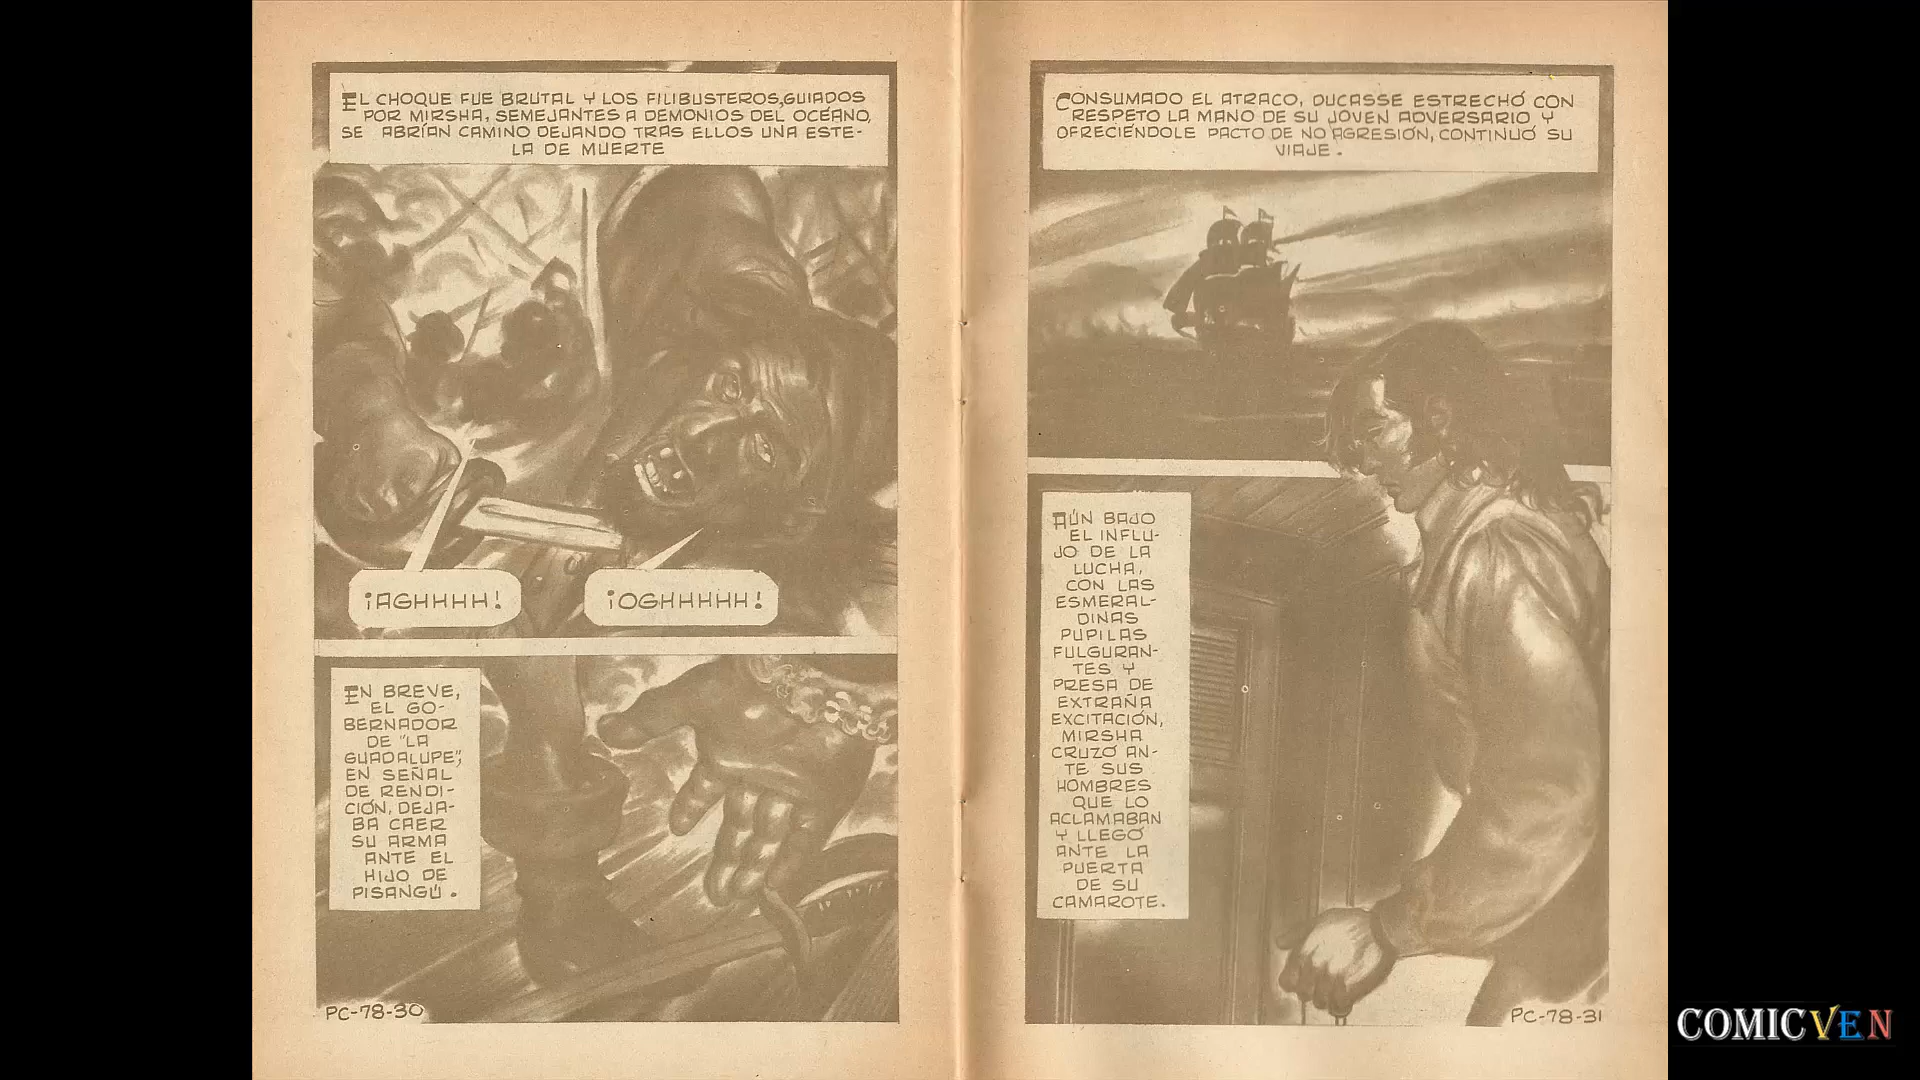 EL CHOQUE FUE BRUTAL Y LOS FILIBUSTEROS,GUIADOS
POR MIRSHA, SEMEJANTES A DEMONIOS DEL OCÉANO,
SE ABRÍAN CAMINO DEJANDO TRAS ELLOS UNA ESTE-
LA DE MUERTE
¡AGHHHH!
¡OGHHHHH!
EN BREVE,
EL GO-
BERNADOR
DE "LA
GUADALUPE",
EN SEÑAL
DE RENDI-
CIÓN, DEJA-
BA CAER
SU ARMA
ANTE EL
HIJO DE
PISANGÚ.
PC-78-30
CONSUMADO EL ATRACO, DUCASSE ESTRECHÓ CON
RESPETO LA MANO DE SU JOVEN ADVERSARIO Y
OFRECIÉNDOLE PACTO DE NO AGRESIÓN, CONTINUÓ SU
VIAJE.
AÚN BAJO
EL INFLU-
JO DE LA
LUCHA,
CON LAS
ESMERAL-
DINAS
PUPILAS
FULGURAN-
TES Y
PRESA DE
EXTRAÑA
EXCITACIÓN,
MIRSHA
CRUZÓ AN-
TE SUS
HOMBRES
QUE LO
ACLAMABAN
Y LLEGÓ
ANTE LA
PUERTA
DE SU
CAMAROTE.
PC-78-31
COMICVEN